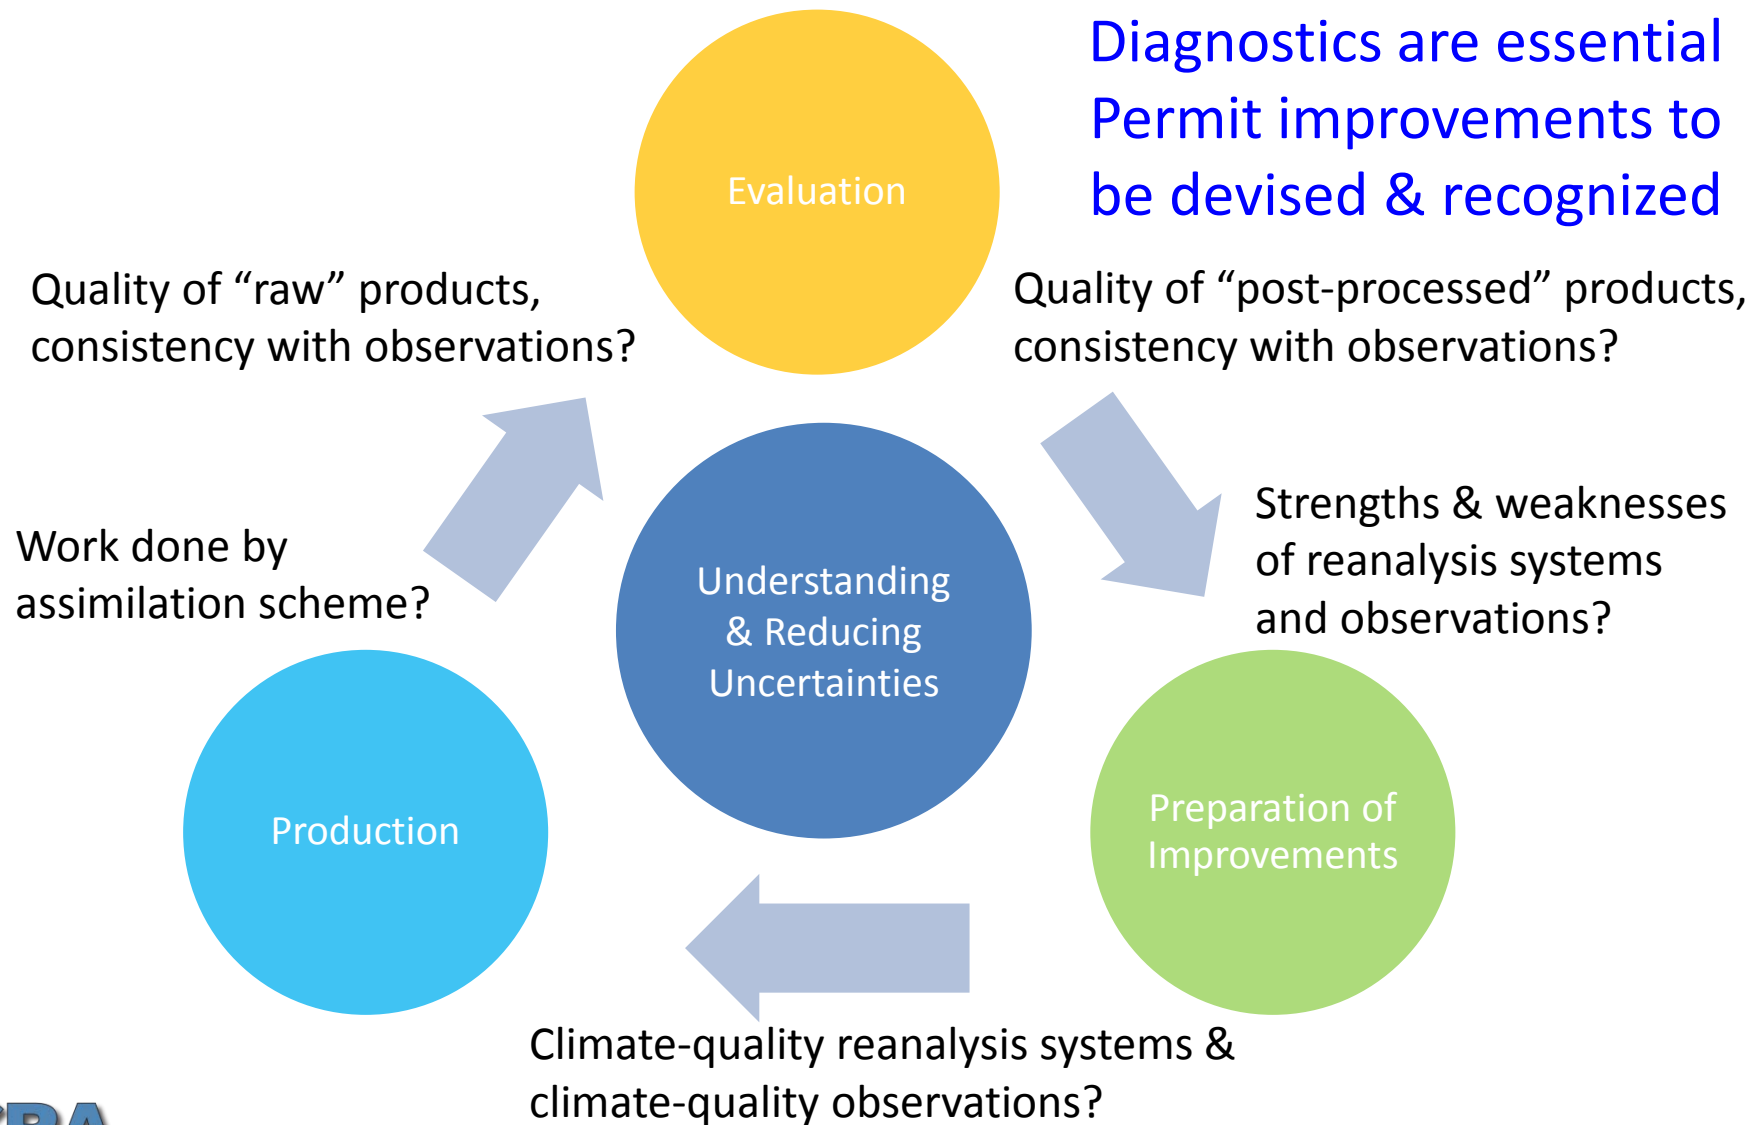 Diagnostics are essential
Permit improvements to
be devised & recognized
Evaluation
Quality of “raw” products,
consistency with observations?
Quality of “post-processed” products,
consistency with observations?
Strengths & weaknesses
of reanalysis systems
and observations?
Work done by
assimilation scheme?
Understanding
& Reducing
Uncertainties
Production
Preparation of
Improvements
Climate-quality reanalysis systems &
climate-quality observations?